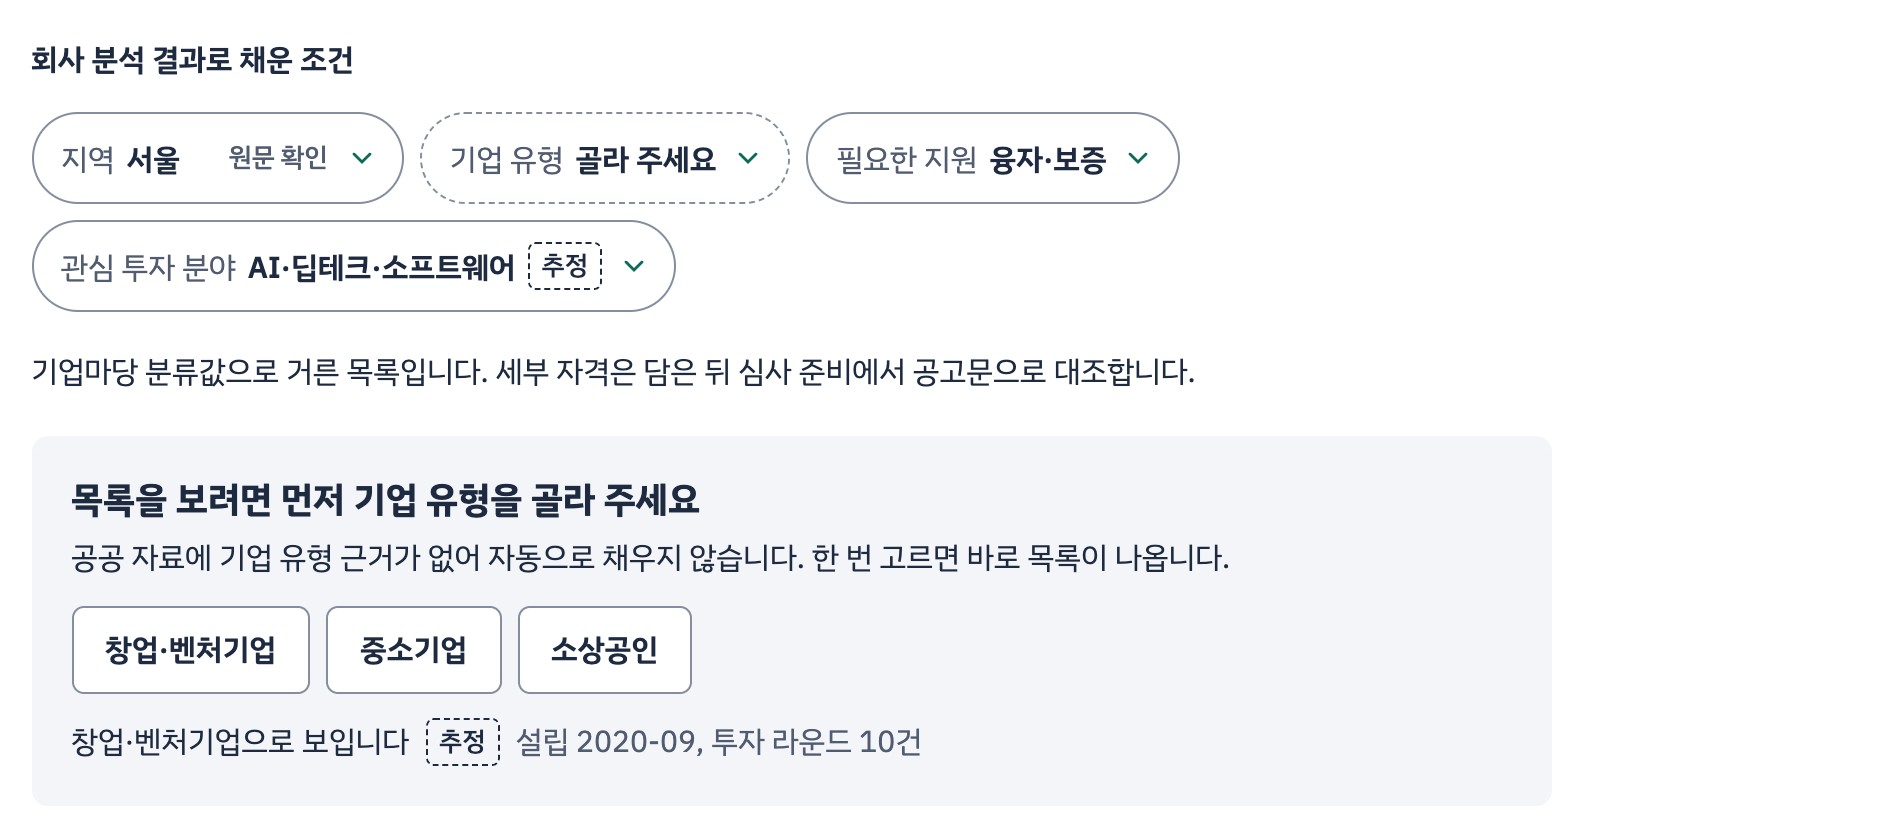 회사 분석 결과로 채운 조건
지역 서울 원문 확인 기업 유형 골라 주세요 필요한 지원 융자·보증
관심 투자 분야 AI·딥테크·소프트웨어 추정
기업마당 분류값으로 거른 목록입니다. 세부 자격은 담은 뒤 심사 준비에서 공고문으로 대조합니다.
목록을 보려면 먼저 기업 유형을 골라 주세요
공공 자료에 기업 유형 근거가 없어 자동으로 채우지 않습니다. 한 번 고르면 바로 목록이 나옵니다.
창업·벤처기업 중소기업 소상공인
창업·벤처기업으로 보입니다 추정 설립 2020-09, 투자 라운드 10건